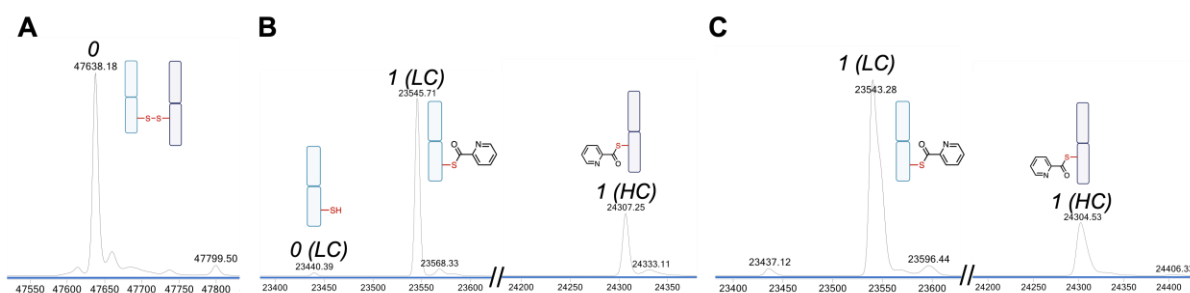 A
0
47638.18
S-S
47799.50
47550 47600 47650 47700 47750 47800
B
1 (LC)
23545.71
O
S
N
SH
0 (LC)
23440.39
23568.33
23400 23450 23500 23550 23600
S
N
O
1 (HC)
24307.25
24333.11
24200 24250 24300 24350
C
1 (LC)
23543.28
O
S
N
23437.12
23596.44
23400 23450 23500 23550 23600
S
N
O
1 (HC)
24304.53
24200 24250 24300 24350 24400